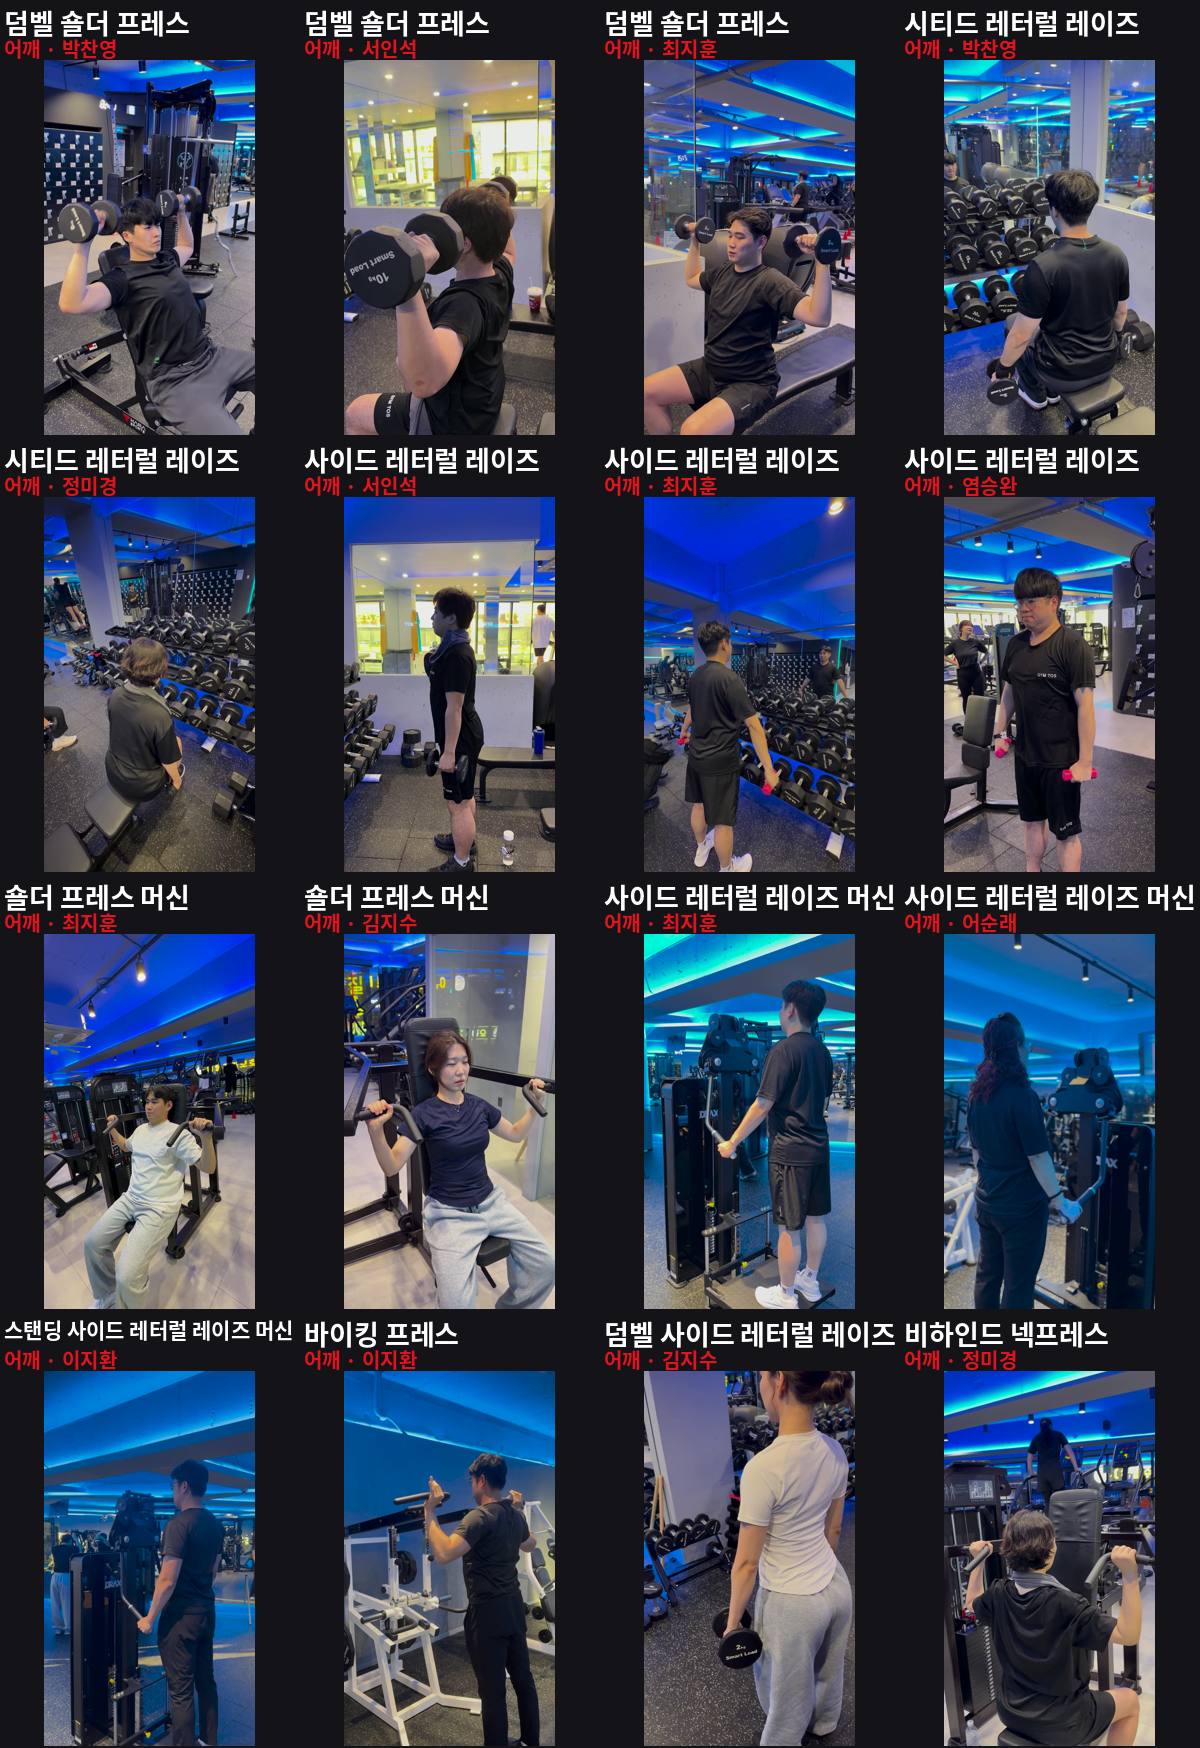 덤벨 숄더 프레스
어깨 · 박찬영
덤벨 숄더 프레스
어깨 · 서인석
덤벨 숄더 프레스
어깨 · 최지훈
시티드 레터럴 레이즈
어깨 · 박찬영
Smart Load
10kg
시티드 레터럴 레이즈
어깨 · 정미경
사이드 레터럴 레이즈
어깨 · 서인석
사이드 레터럴 레이즈
어깨 · 최지훈
사이드 레터럴 레이즈
어깨 · 염승완
GYM TOS
숄더 프레스 머신
어깨 · 최지훈
숄더 프레스 머신
어깨 · 김지수
사이드 레터럴 레이즈 머신
어깨 · 최지훈
사이드 레터럴 레이즈 머신
어깨 · 어순래
스탠딩 사이드 레터럴 레이즈 머신
어깨 · 이지환
바이킹 프레스
어깨 · 이지환
덤벨 사이드 레터럴 레이즈
어깨 · 김지수
비하인드 넥프레스
어깨 · 정미경
2kg
Smart Load